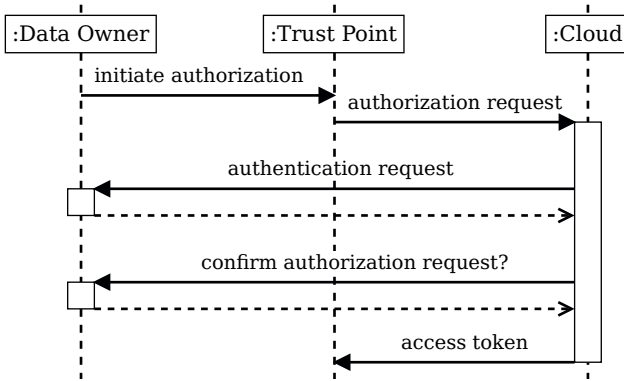 :Data Owner
:Trust Point
:Cloud
initiate authorization
authorization request
authentication request
confirm authorization request?
access token